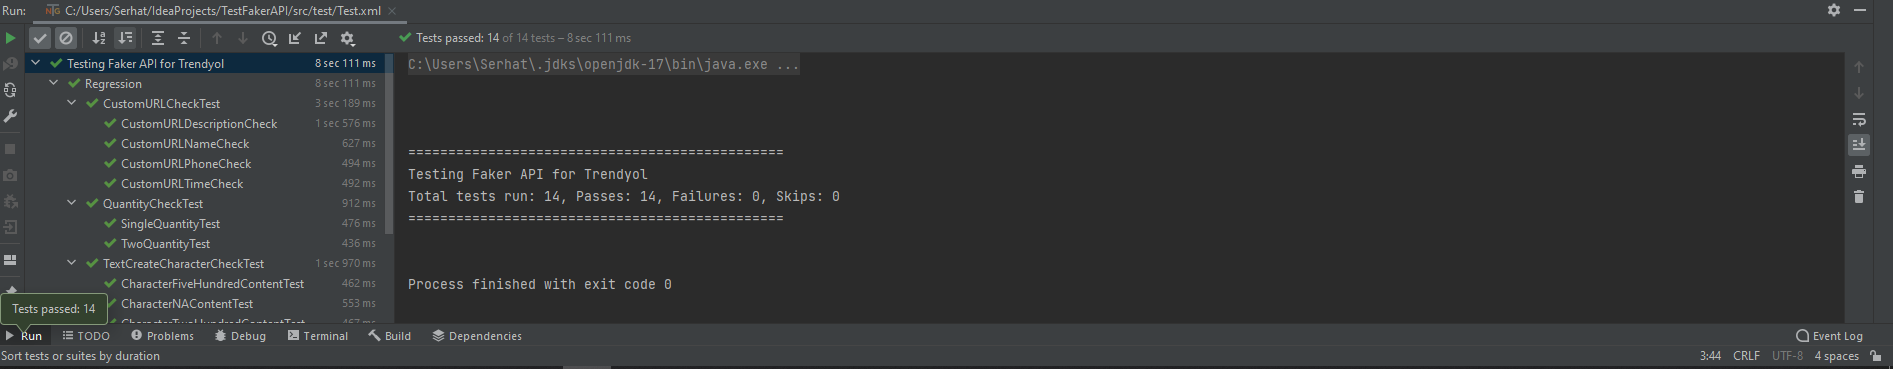 Run: C:/Users/Serhat/IdeaProjects/TestFakerAPI/src/test/Test.xml
Tests passed: 14 of 14 tests – 8 sec 111 ms
Testing Faker API for Trendyol 8 sec 111 ms
Regression 8 sec 111 ms
CustomURLCheckTest 3 sec 189 ms
CustomURLDescriptionCheck 1 sec 576 ms
CustomURLNameCheck 627 ms
CustomURLPhoneCheck 494 ms
CustomURLTimeCheck 492 ms
QuantityCheckTest 912 ms
SingleQuantityTest 476 ms
TwoQuantityTest 436 ms
TextCreateCharacterCheckTest 1 sec 970 ms
CharacterFiveHundredContentTest 462 ms
CharacterNAContentTest 553 ms
CharacterTwoHundredContentTest 467 ms
C:\Users\Serhat\.jdks\openjdk-17\bin\java.exe ...
===============================================
Testing Faker API for Trendyol
Total tests run: 14, Passes: 14, Failures: 0, Skips: 0
===============================================
Process finished with exit code 0
Tests passed: 14
Run TODO Problems Debug Terminal Build Dependencies Event Log
Sort tests or suites by duration 3:44 CRLF UTF-8 4 spaces